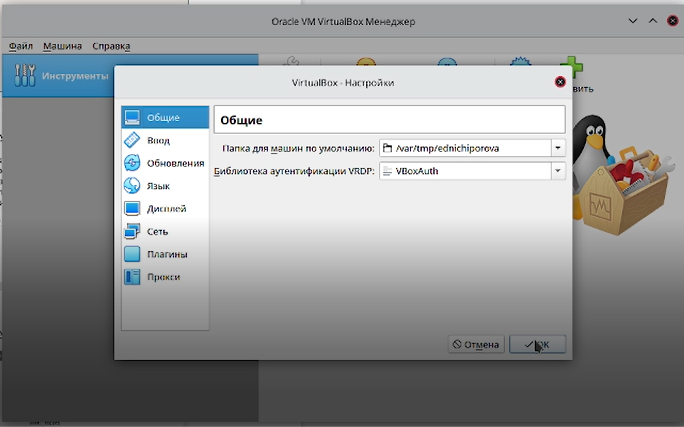 Oracle VM VirtualBox Менеджер
Файл Машина Справка
Инструменты
VirtualBox - Настройки
Общие
Ввод
Обновления
Язык
Дисплей
Сеть
Плагины
Прокси
Общие
Папка для машин по умолчанию: /var/tmp/ednichiporova
Библиотека аутентификации VRDP: VBoxAuth
Отмена
OK